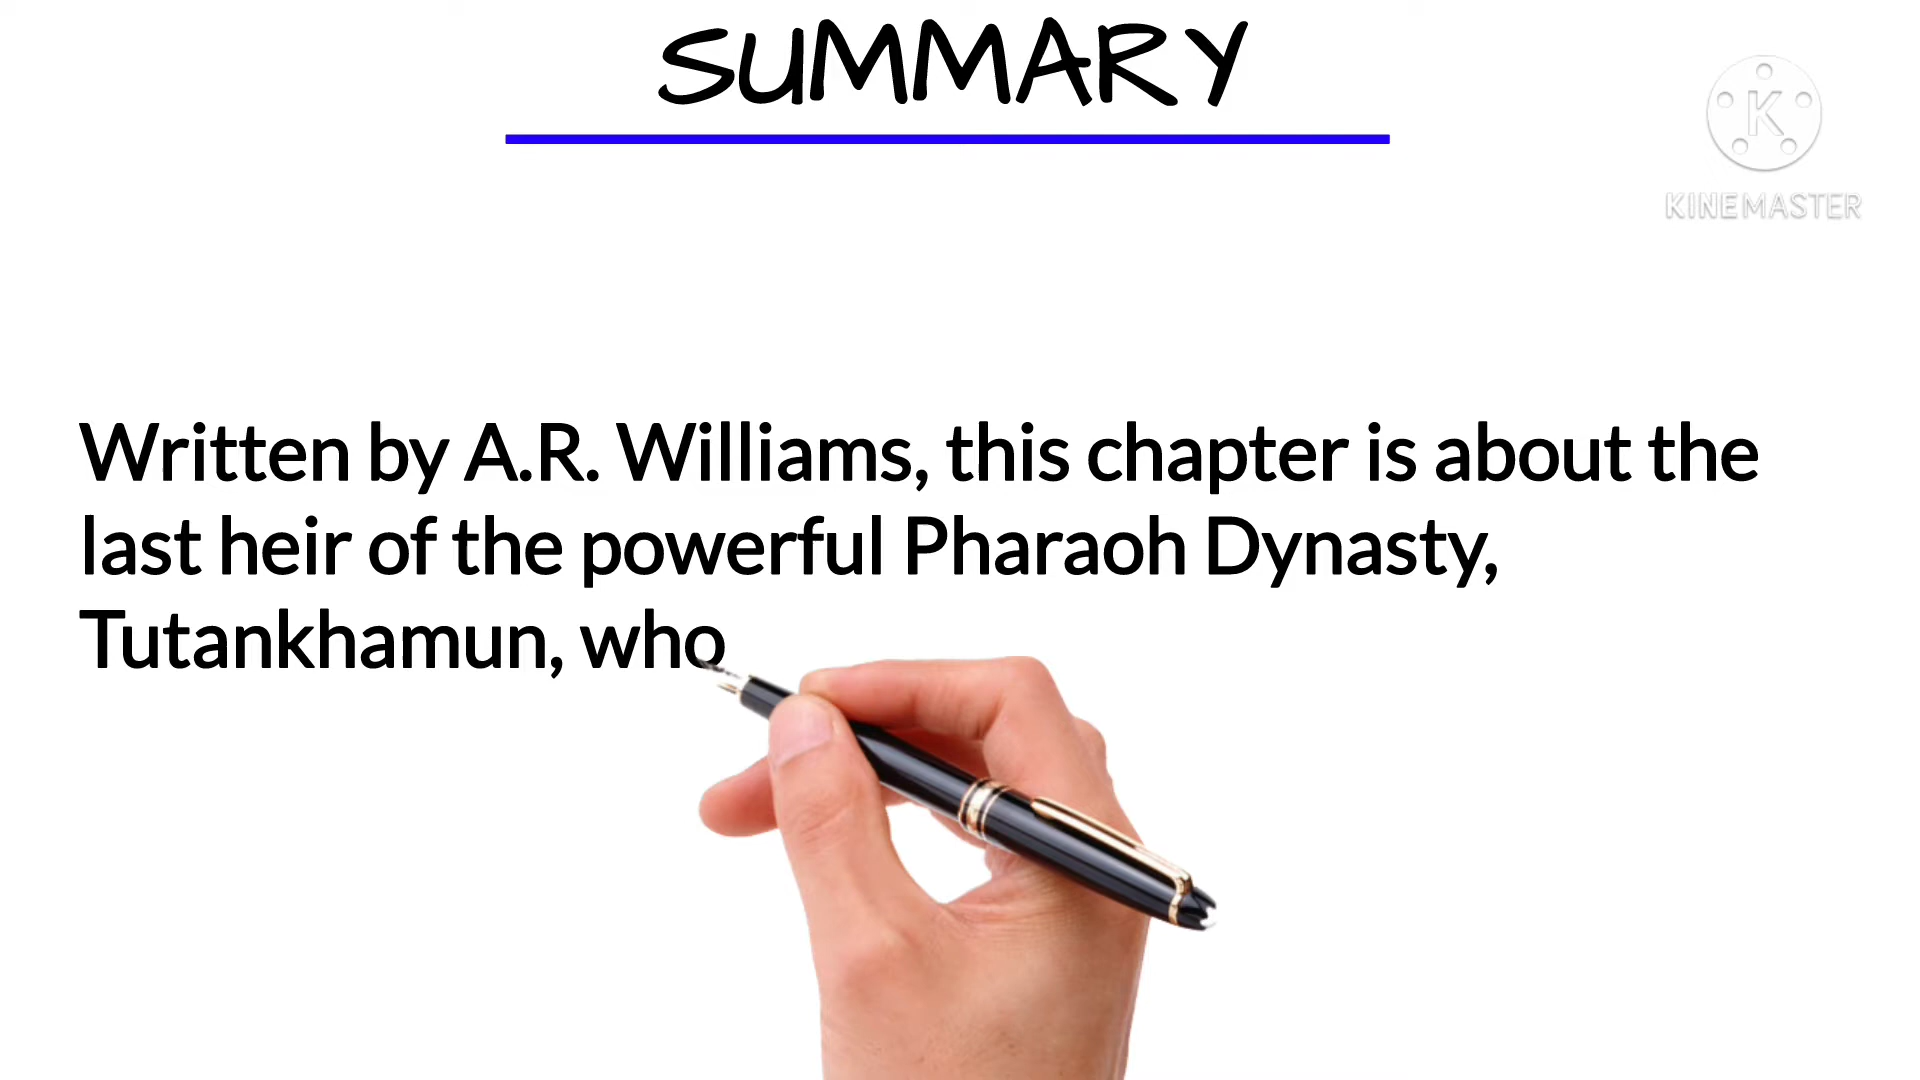 SUMMARY
K
KINEMASTER
Written by A.R. Williams, this chapter is about the
last heir of the powerful Pharaoh Dynasty,
Tutankhamun, who